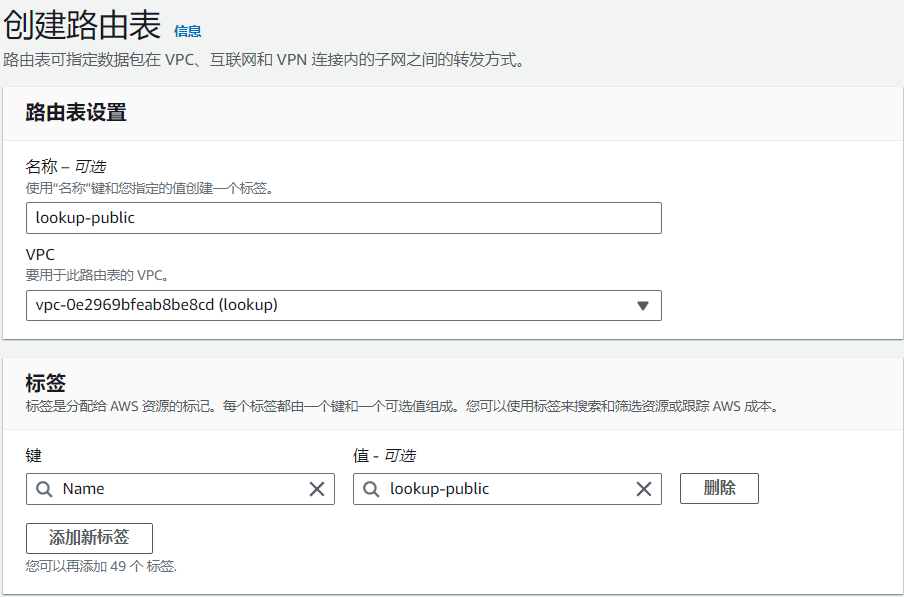 创建路由表 信息
路由表可指定数据包在 VPC、互联网和 VPN 连接内的子网之间的转发方式。
路由表设置
名称 – 可选
使用“名称”键和您指定的值创建一个标签。
lookup-public
VPC
要用于此路由表的 VPC。
vpc-0e2969bfeab8be8cd (lookup)
标签
标签是分配给 AWS 资源的标记。每个标签都由一个键和一个可选值组成。您可以使用标签来搜索和筛选资源或跟踪 AWS 成本。
键 值 - 可选
Name lookup-public 删除
添加新标签
您可以再添加 49 个 标签.